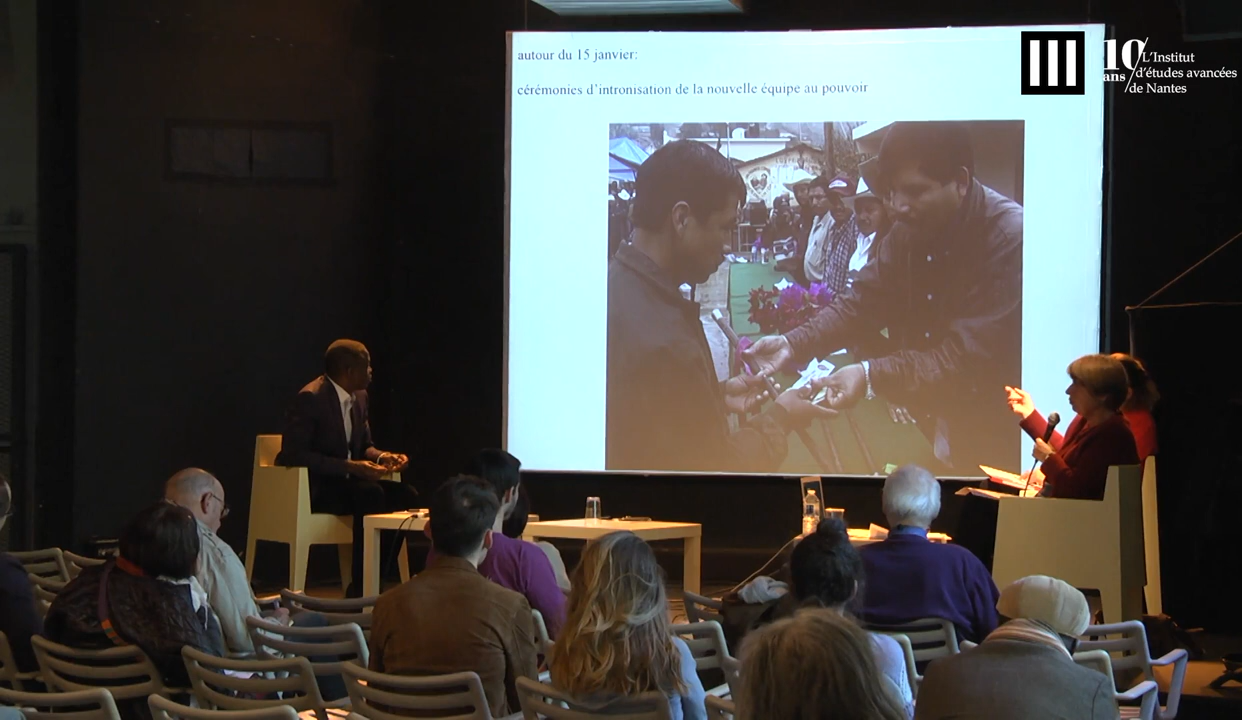 autour du 15 janvier:
cérémonies d'intronisation de la nouvelle équipe au pouvoir
10 ans
L'Institut
d'études avancées
de Nantes